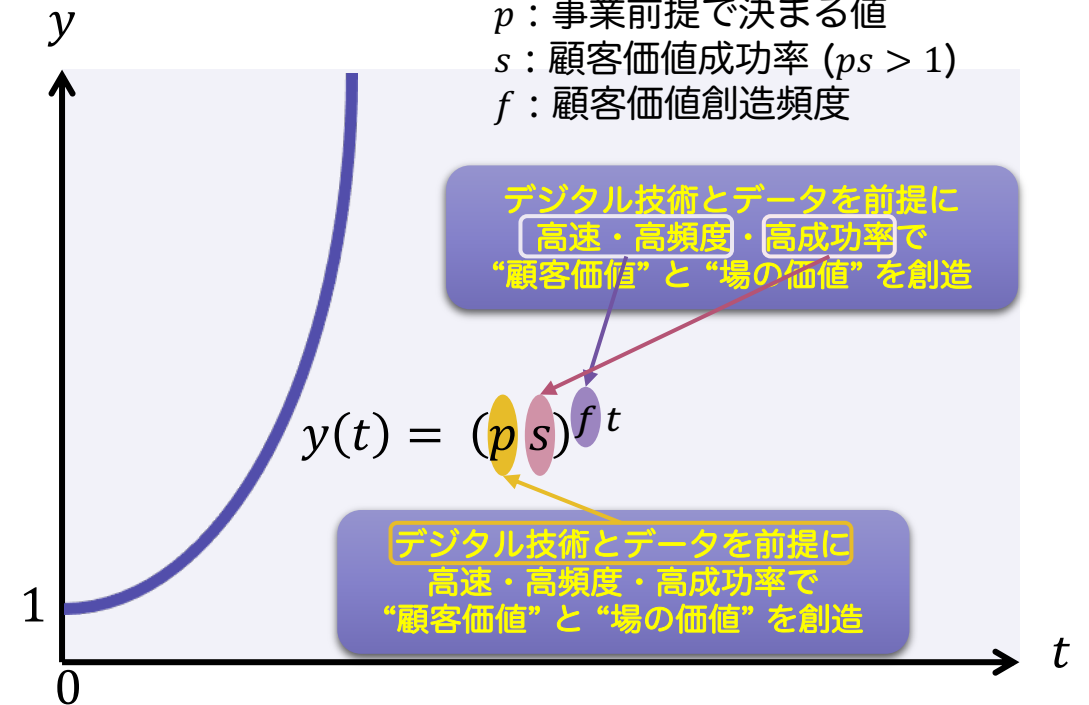 y
p：事業前提で決まる値
s：顧客価値成功率 (ps > 1)
f：顧客価値創造頻度
デジタル技術とデータを前提に
高速・高頻度・高成功率で
“顧客価値” と “場の価値” を創造
y(t) = (p s)^{f t}
デジタル技術とデータを前提に
高速・高頻度・高成功率で
“顧客価値” と “場の価値” を創造
1
0
t